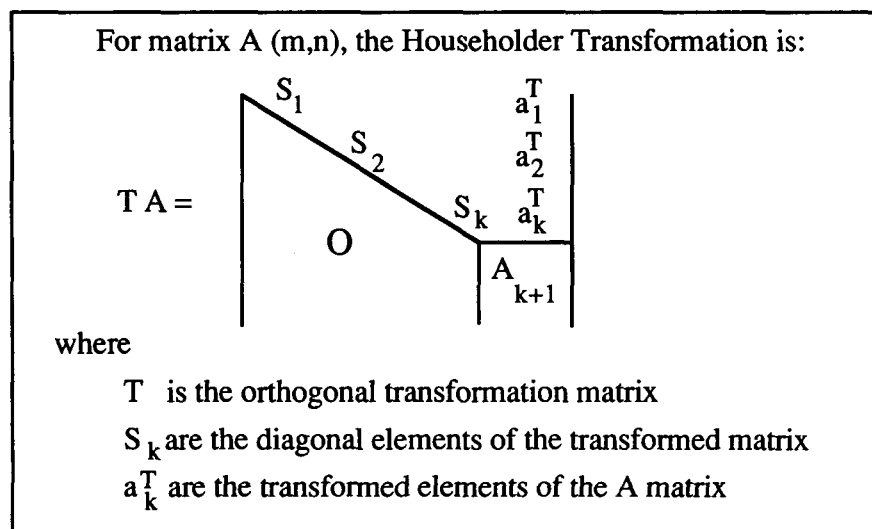 For matrix A (m,n), the Householder Transformation is:
S₁ a₁ᵀ
S₂ a₂ᵀ
T A = Sₖ aₖᵀ
O
Aₖ₊₁
where
T is the orthogonal transformation matrix
Sₖ are the diagonal elements of the transformed matrix
aₖᵀ are the transformed elements of the A matrix